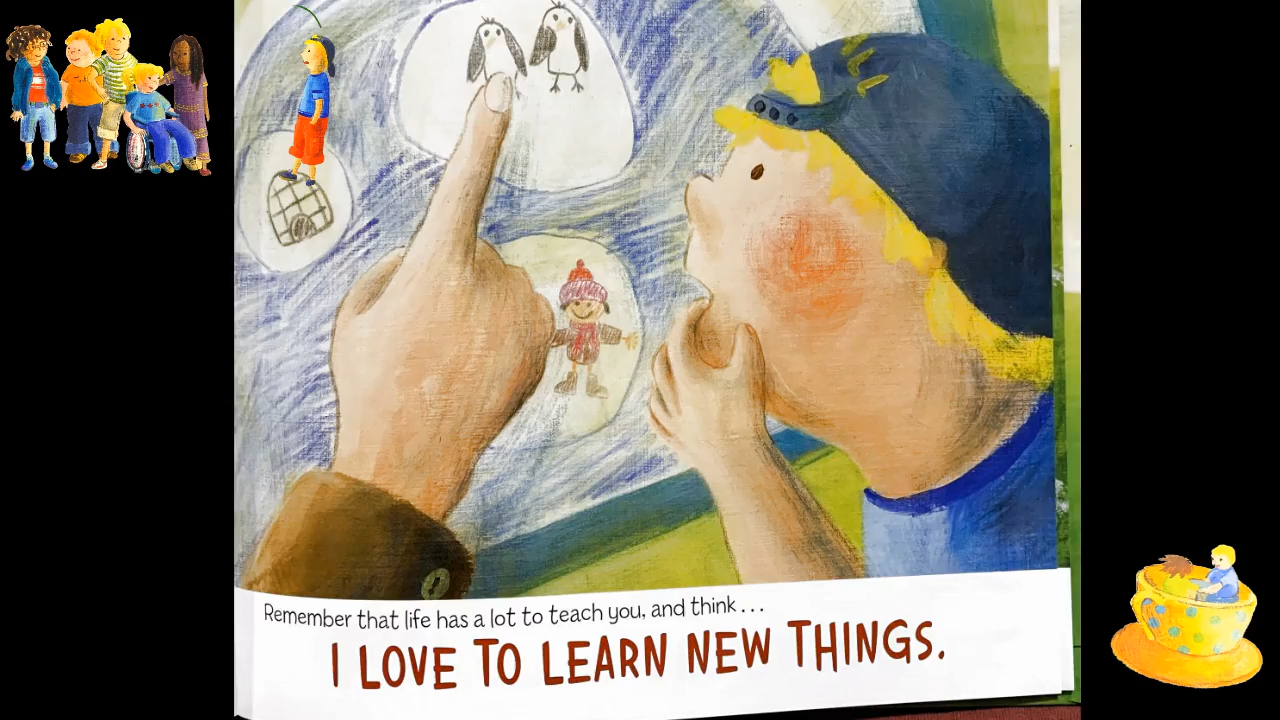 Remember that life has a lot to teach you, and think...
I LOVE TO LEARN NEW THINGS.